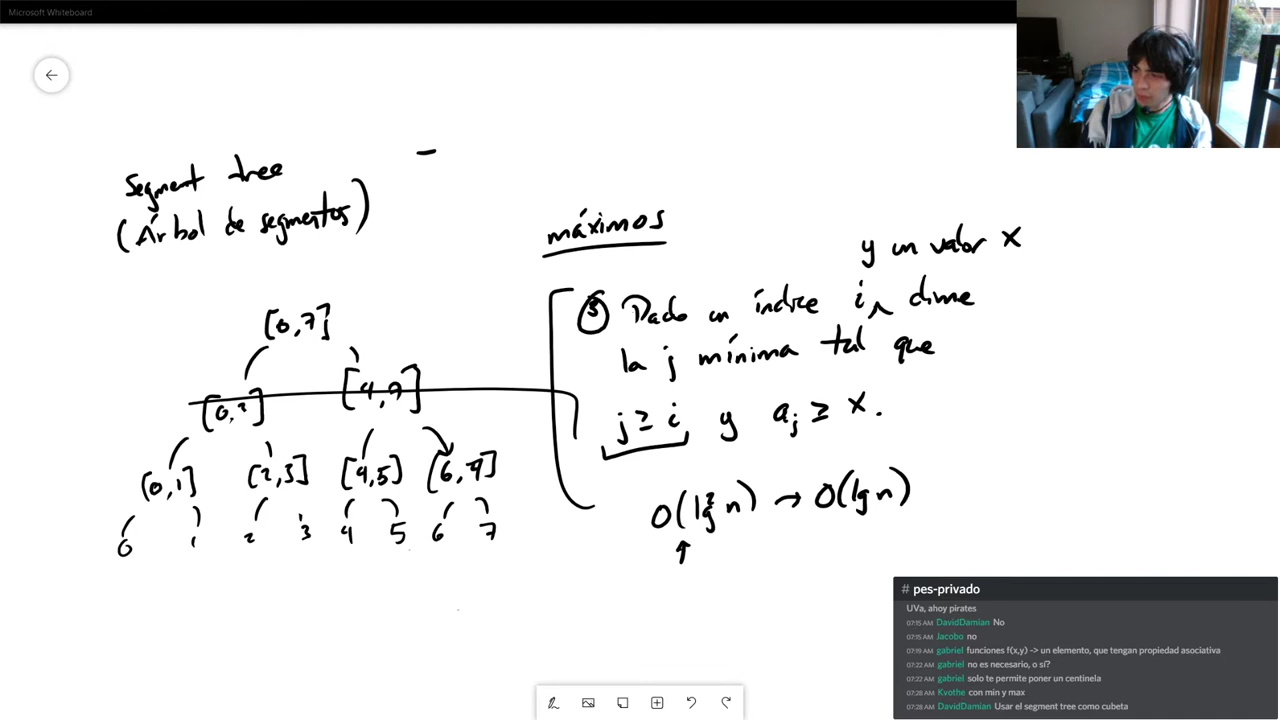 Microsoft Whiteboard
Segment tree
(Árbol de segmentos)
máximos
y un valor x
③ Dado un índice i, dime
la j mínima tal que
j ≥ i y aj ≥ x.
O(lg² n) → O(lg n)
[0,7]
[0,3] [4,7]
[0,1] [2,3] [4,5] [6,7]
0 1 2 3 4 5 6 7
# pes-privado
UVa, ahoy pirates
07:15 AM DavidDamian No
07:15 AM Jacobo no
07:19 AM gabriel funciones f(x,y) -> un elemento, que tengan propiedad asociativa
07:22 AM gabriel no es necesario, o sí?
07:22 AM gabriel solo te permite poner un centinela
07:28 AM Kvothe con min y max
07:28 AM DavidDamian Usar el segment tree como cubeta